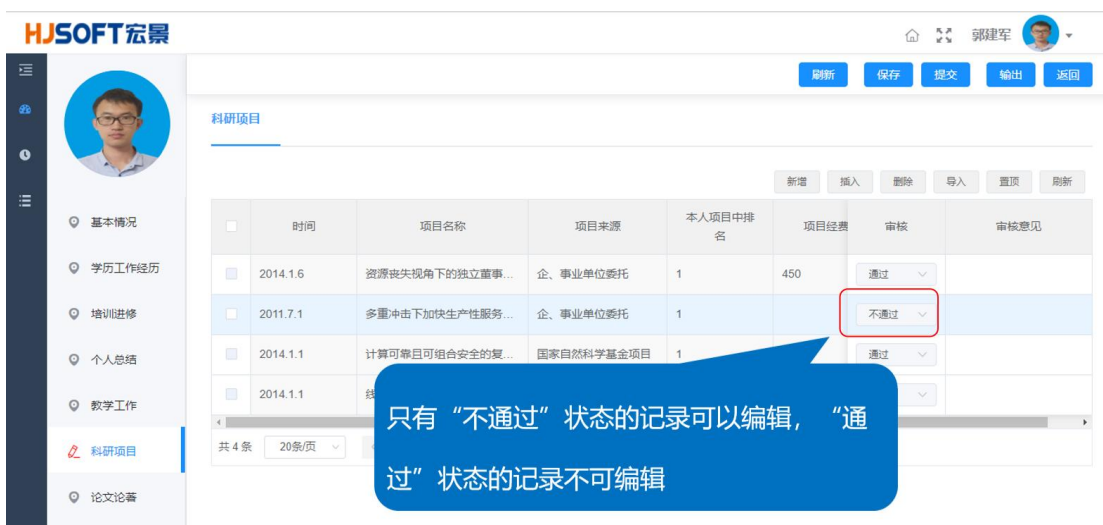 HJSOFT宏景
郭建军
刷新 保存 提交 输出 返回
科研项目
新增 插入 删除 导入 置顶 刷新
时间 项目名称 项目来源 本人项目中排名 项目经费 审核 审核意见
2014.1.6 资源丧失视角下的独立董事... 企、事业单位委托 1 450 通过
2011.7.1 多重冲击下加快生产性服务... 企、事业单位委托 1 不通过
2014.1.1 计算可靠且可组合安全的复... 国家自然科学基金项目 1 通过
2014.1.1
共 4 条 20条/页
基本情况
学历工作经历
培训进修
个人总结
教学工作
科研项目
论文论著
只有“不通过”状态的记录可以编辑，“通
过”状态的记录不可编辑